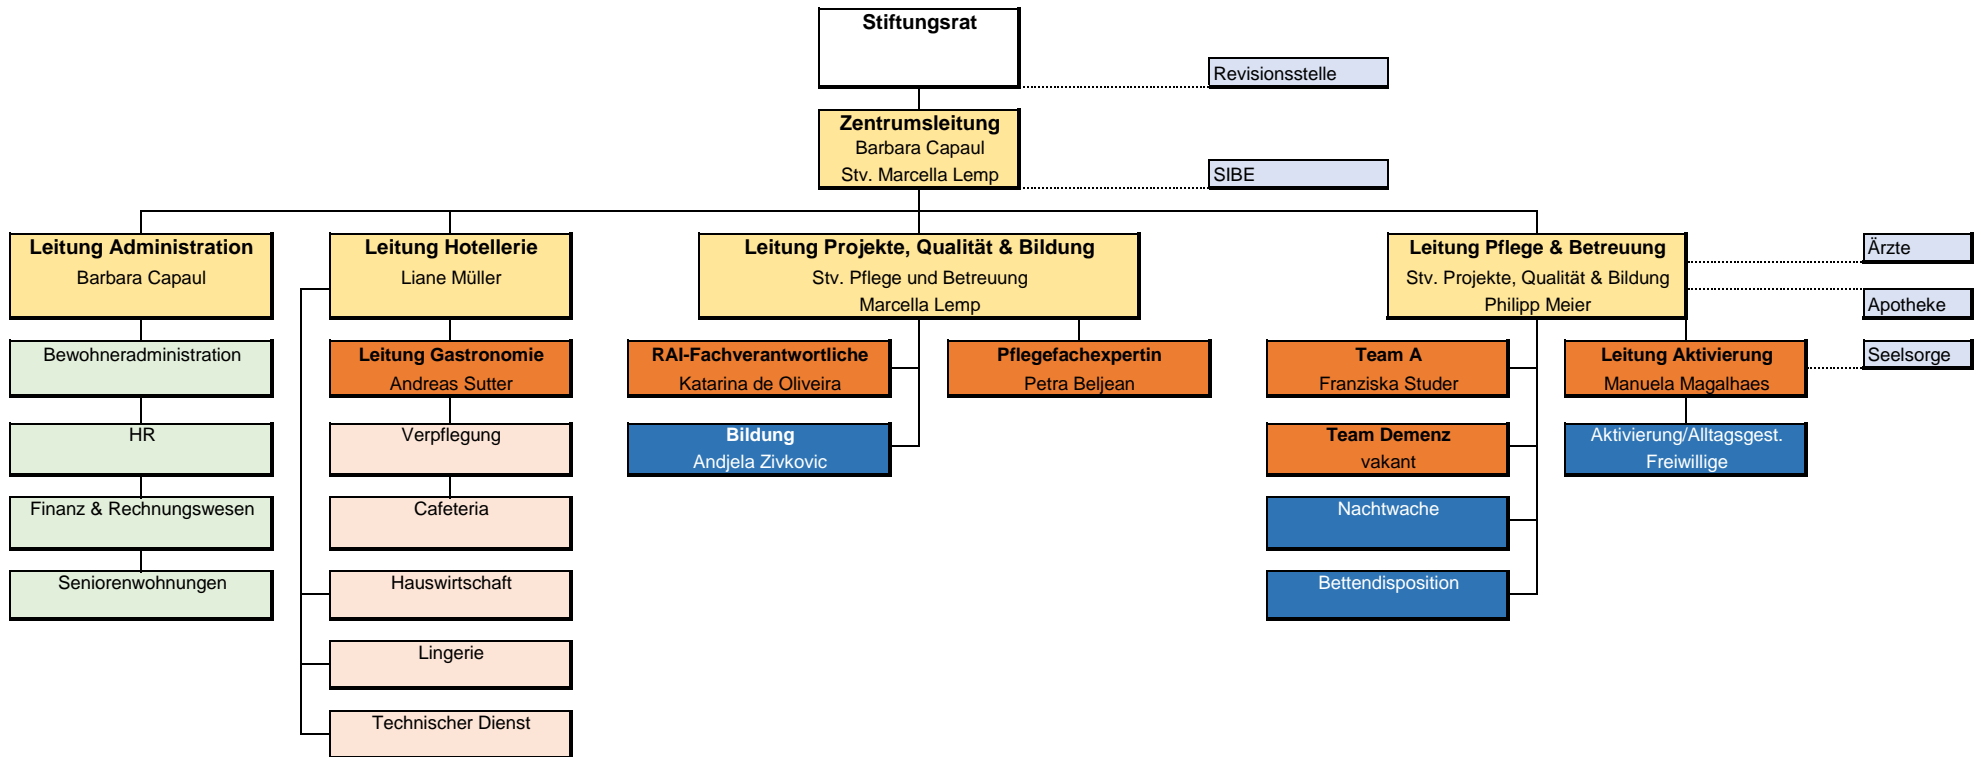 Stiftungsrat
Revisionsstelle
Zentrumsleitung
Barbara Capaul
Stv. Marcella Lemp
SIBE
Leitung Administration
Barbara Capaul
Leitung Hotellerie
Liane Müller
Leitung Projekte, Qualität & Bildung
Stv. Pflege und Betreuung
Marcella Lemp
Leitung Pflege & Betreuung
Stv. Projekte, Qualität & Bildung
Philipp Meier
Ärzte
Apotheke
Seelsorge
Bewohneradministration
HR
Finanz & Rechnungswesen
Seniorenwohnungen
Leitung Gastronomie
Andreas Sutter
Verpflegung
Cafeteria
Hauswirtschaft
Lingerie
Technischer Dienst
RAI-Fachverantwortliche
Katarina de Oliveira
Bildung
Andjela Zivkovic
Pflegefachexpertin
Petra Beljean
Team A
Franziska Studer
Team Demenz
vakant
Nachtwache
Bettendisposition
Leitung Aktivierung
Manuela Magalhaes
Aktivierung/Alltagsgest.
Freiwillige